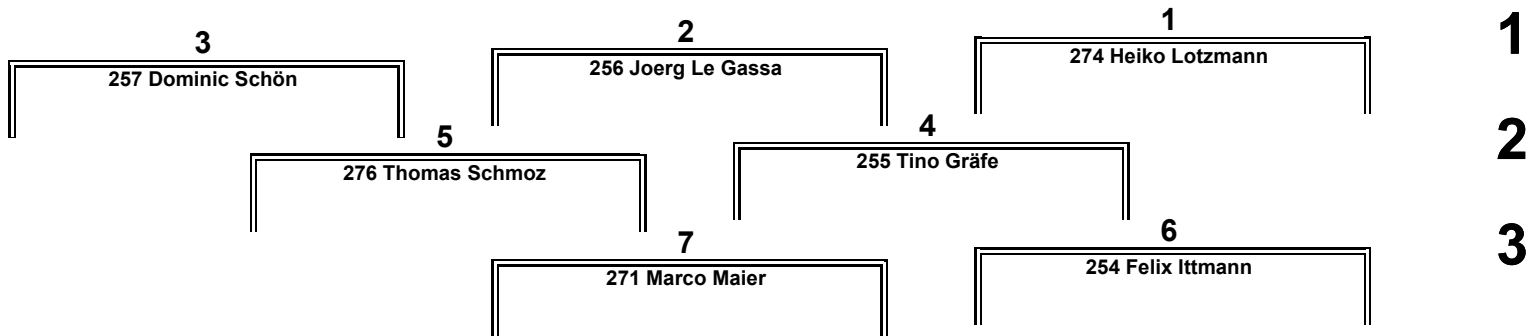 3
257 Dominic Schön
2
256 Joerg Le Gassa
1
274 Heiko Lotzmann
1
5
276 Thomas Schmoz
4
255 Tino Gräfe
2
7
271 Marco Maier
6
254 Felix Ittmann
3